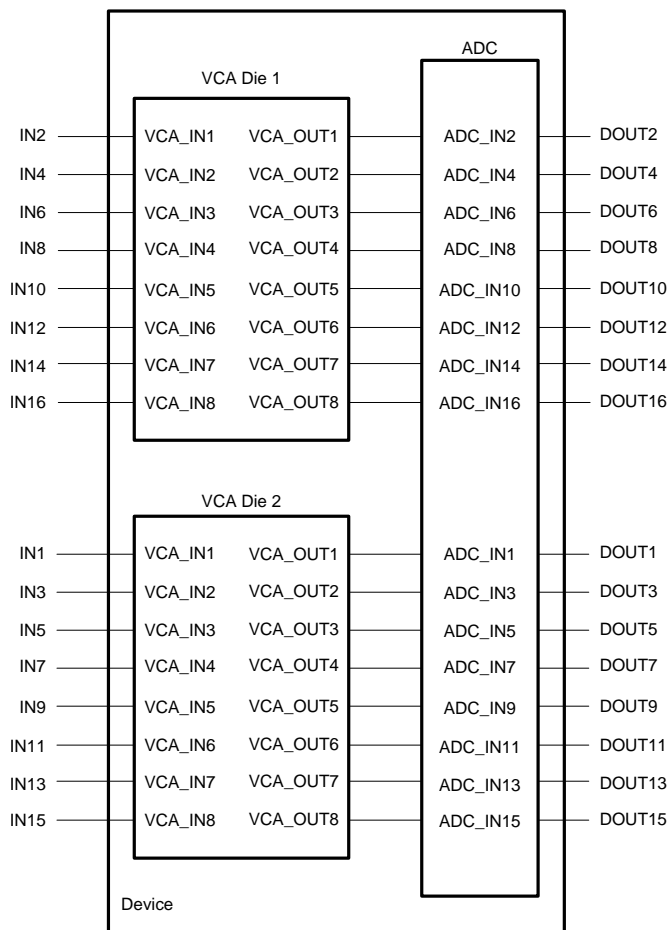 ADC
VCA Die 1
IN2 VCA_IN1 VCA_OUT1 ADC_IN2 DOUT2
IN4 VCA_IN2 VCA_OUT2 ADC_IN4 DOUT4
IN6 VCA_IN3 VCA_OUT3 ADC_IN6 DOUT6
IN8 VCA_IN4 VCA_OUT4 ADC_IN8 DOUT8
IN10 VCA_IN5 VCA_OUT5 ADC_IN10 DOUT10
IN12 VCA_IN6 VCA_OUT6 ADC_IN12 DOUT12
IN14 VCA_IN7 VCA_OUT7 ADC_IN14 DOUT14
IN16 VCA_IN8 VCA_OUT8 ADC_IN16 DOUT16
VCA Die 2
IN1 VCA_IN1 VCA_OUT1 ADC_IN1 DOUT1
IN3 VCA_IN2 VCA_OUT2 ADC_IN3 DOUT3
IN5 VCA_IN3 VCA_OUT3 ADC_IN5 DOUT5
IN7 VCA_IN4 VCA_OUT4 ADC_IN7 DOUT7
IN9 VCA_IN5 VCA_OUT5 ADC_IN9 DOUT9
IN11 VCA_IN6 VCA_OUT6 ADC_IN11 DOUT11
IN13 VCA_IN7 VCA_OUT7 ADC_IN13 DOUT13
IN15 VCA_IN8 VCA_OUT8 ADC_IN15 DOUT15
Device